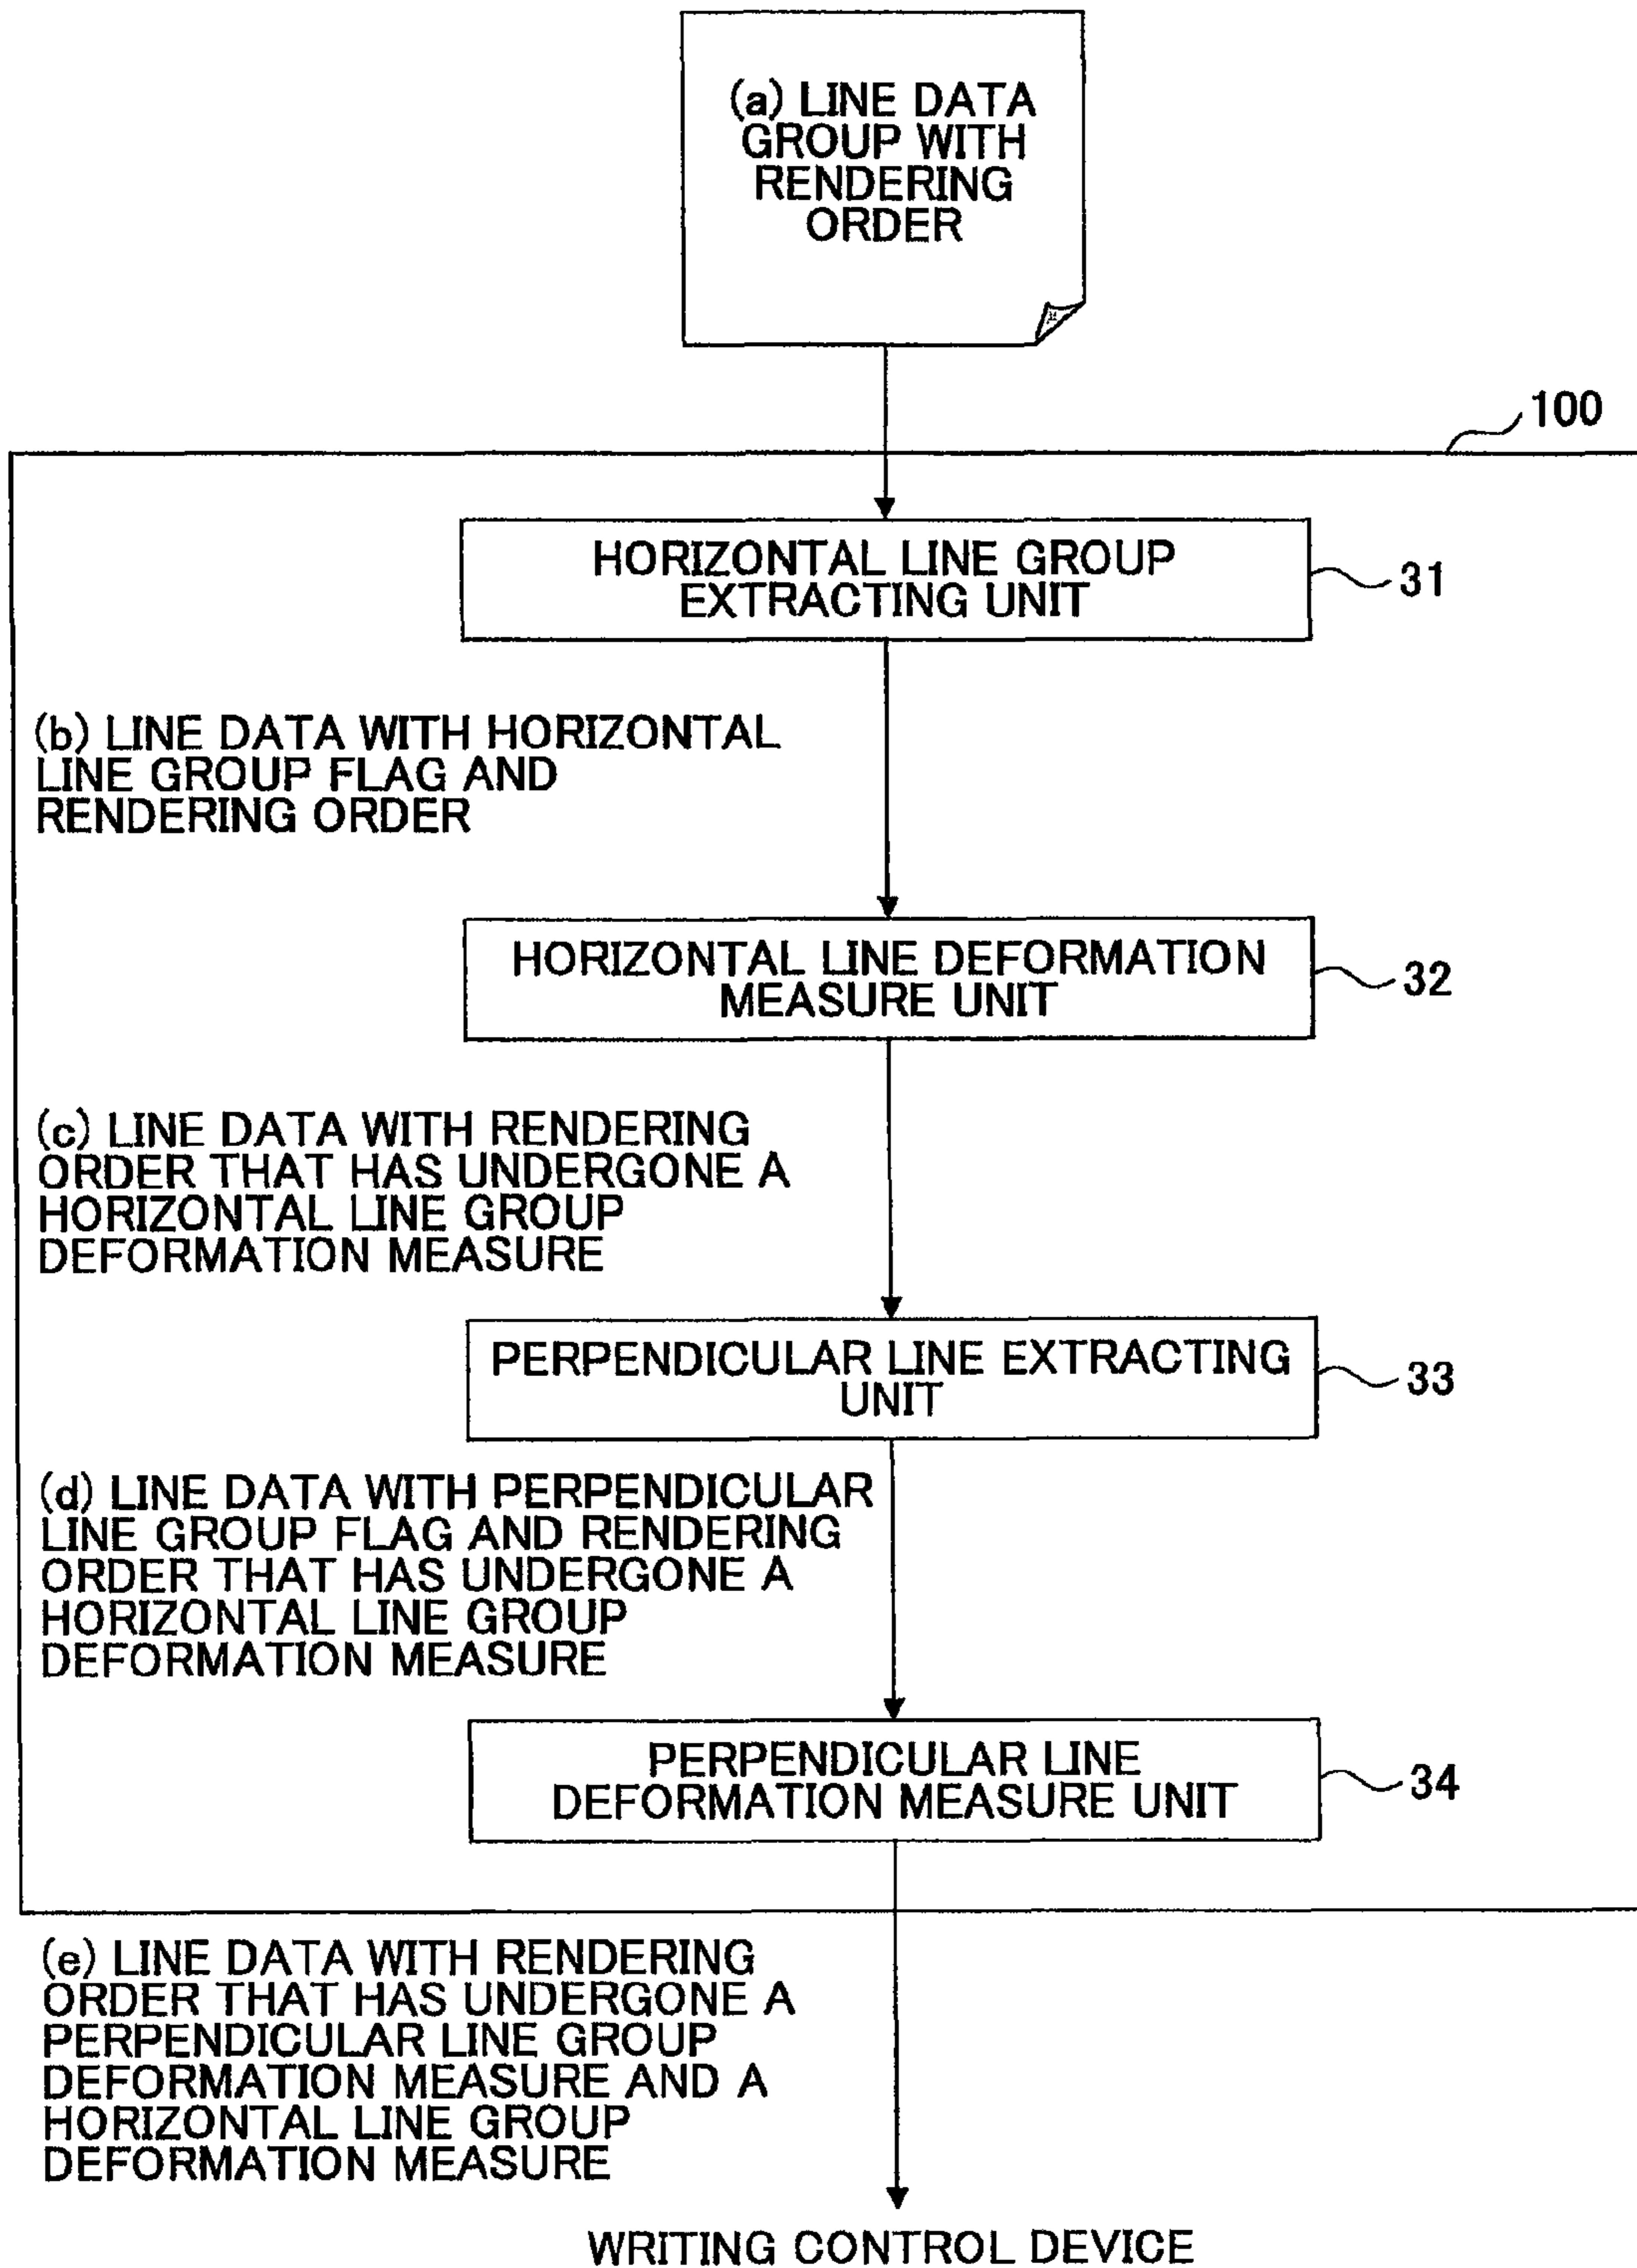 (a) LINE DATA
GROUP WITH
RENDERING
ORDER
100
HORIZONTAL LINE GROUP
EXTRACTING UNIT
31
(b) LINE DATA WITH HORIZONTAL
LINE GROUP FLAG AND
RENDERING ORDER
HORIZONTAL LINE DEFORMATION
MEASURE UNIT
32
(c) LINE DATA WITH RENDERING
ORDER THAT HAS UNDERGONE A
HORIZONTAL LINE GROUP
DEFORMATION MEASURE
PERPENDICULAR LINE EXTRACTING
UNIT
33
(d) LINE DATA WITH PERPENDICULAR
LINE GROUP FLAG AND RENDERING
ORDER THAT HAS UNDERGONE A
HORIZONTAL LINE GROUP
DEFORMATION MEASURE
PERPENDICULAR LINE
DEFORMATION MEASURE UNIT
34
(e) LINE DATA WITH RENDERING
ORDER THAT HAS UNDERGONE A
PERPENDICULAR LINE GROUP
DEFORMATION MEASURE AND A
HORIZONTAL LINE GROUP
DEFORMATION MEASURE
WRITING CONTROL DEVICE